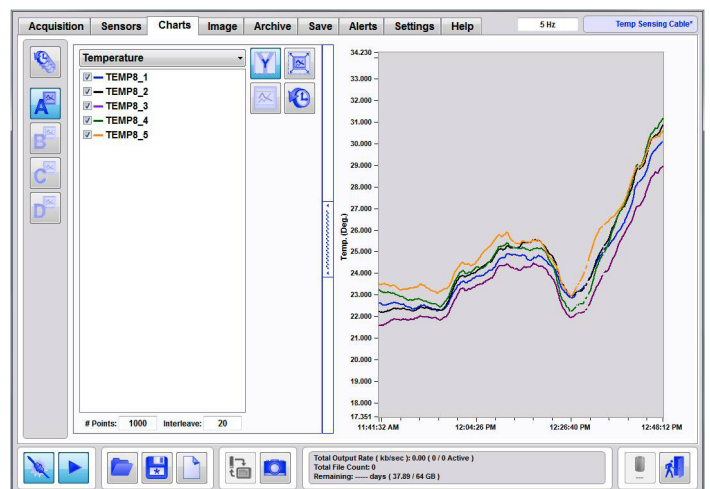 Acquisition Sensors Charts Image Archive Save Alerts Settings Help 5 Hz Temp Sensing Cable*
Temperature
TEMP8_1
TEMP8_2
TEMP8_3
TEMP8_4
TEMP8_5
Y
A
B
C
D
# Points: 1000 Interleave: 20
Temp. (Deg.)
34.230
33.000
32.000
31.000
30.000
29.000
28.000
27.000
26.000
25.000
24.000
23.000
22.000
21.000
20.000
19.000
18.000
17.351
11:41:32 AM 12:04:26 PM 12:26:40 PM 12:48:12 PM
Total Output Rate ( kb/sec ): 0.00 ( 0 / 0 Active )
Total File Count: 0
Remaining: ----- days ( 37.89 / 64 GB )